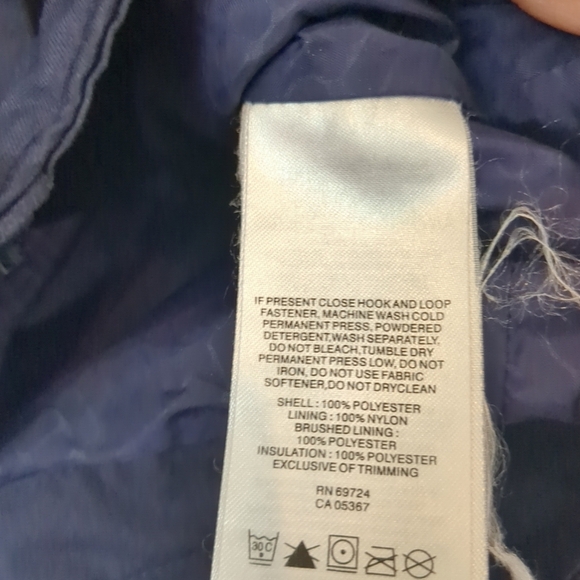 IF PRESENT CLOSE HOOK AND LOOP
FASTENER, MACHINE WASH COLD
PERMANENT PRESS, POWDERED
DETERGENT,WASH SEPARATELY,
DO NOT BLEACH,TUMBLE DRY
PERMANENT PRESS LOW, DO NOT
IRON, DO NOT USE FABRIC
SOFTENER,DO NOT DRYCLEAN
SHELL : 100% POLYESTER
LINING : 100% NYLON
BRUSHED LINING :
100% POLYESTER
INSULATION : 100% POLYESTER
EXCLUSIVE OF TRIMMING
RN 69724
CA 05367
30 C